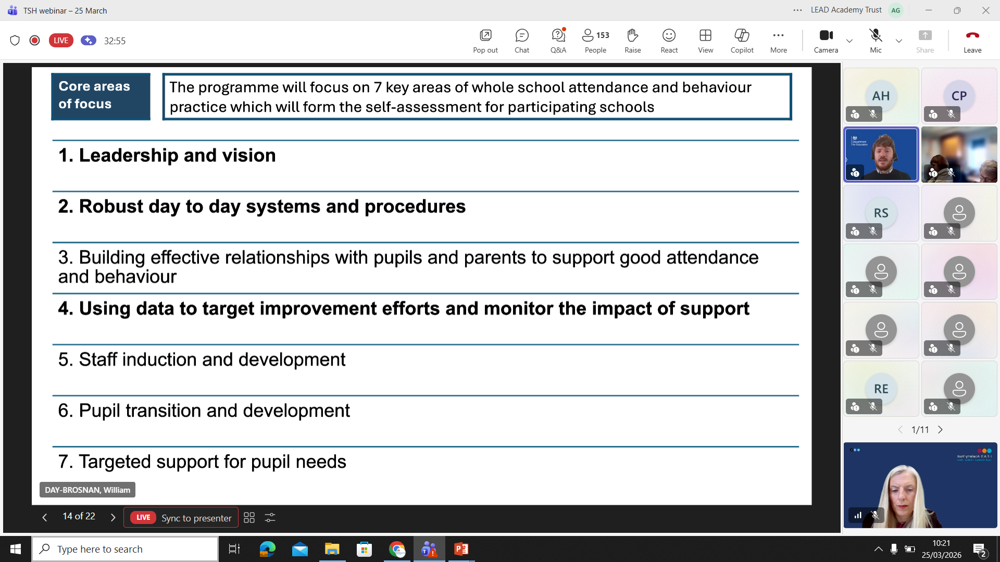 TSH webinar – 25 March
LEAD Academy Trust
AG
LIVE
32:55
Pop out
Chat
Q&A
153
People
Raise
React
View
Copilot
More
Camera
Mic
Share
Leave
Core areas
of focus
The programme will focus on 7 key areas of whole school attendance and behaviour
practice which will form the self-assessment for participating schools
1. Leadership and vision
2. Robust day to day systems and procedures
3. Building effective relationships with pupils and parents to support good attendance
and behaviour
4. Using data to target improvement efforts and monitor the impact of support
5. Staff induction and development
6. Pupil transition and development
7. Targeted support for pupil needs
DAY-BROSNAN, William
14 of 22
LIVE
Sync to presenter
AH
CP
Department
for Education
RS
RE
1/11
L.E.A.D. Academy Trust
Type here to search
10:21
25/03/2026
2